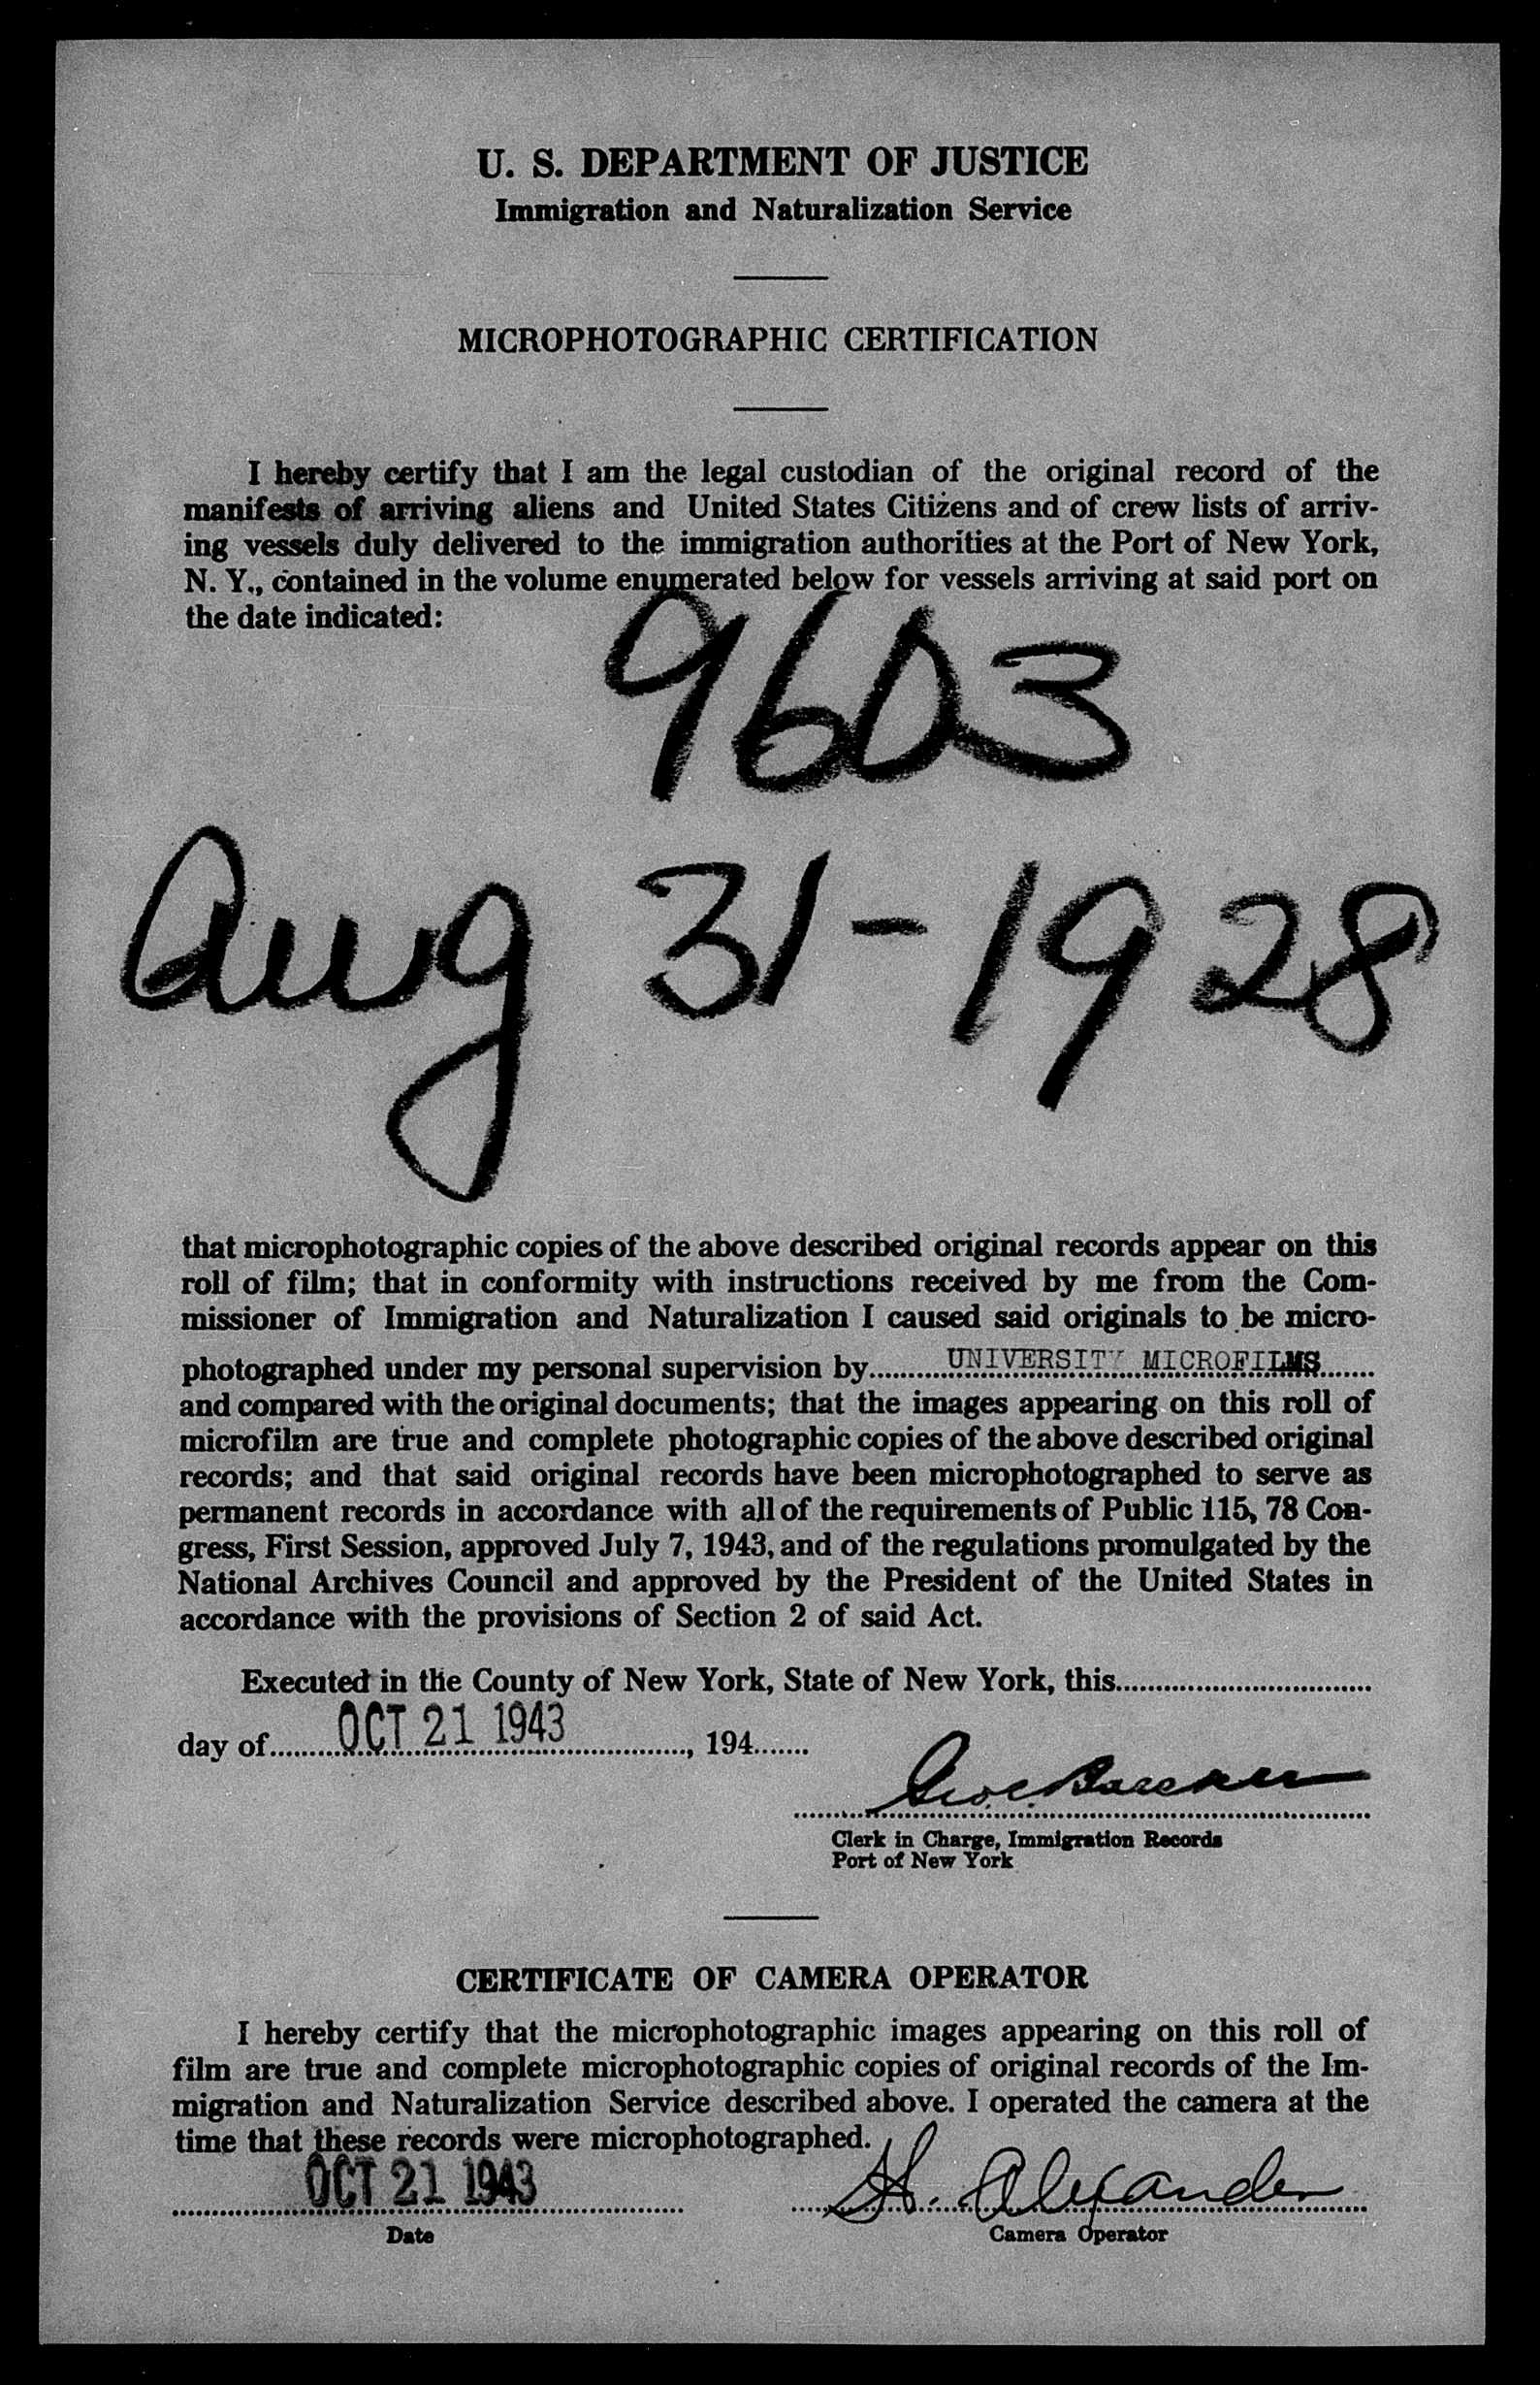 U. S. DEPARTMENT OF JUSTICE
Immigration and Naturalization Service
MICROPHOTOGRAPHIC CERTIFICATION
I hereby certify that I am the legal custodian of the original record of the
manifests of arriving aliens and United States Citizens and of crew lists of arriv-
ing vessels duly delivered to the immigration authorities at the Port of New York,
N. Y., contained in the volume enumerated below for vessels arriving at said port on
the date indicated:
9603
Aug 31-1928
that microphotographic copies of the above described original records appear on this
roll of film; that in conformity with instructions received by me from the Com-
missioner of Immigration and Naturalization I caused said originals to be micro-
photographed under my personal supervision by UNIVERSITY MICROFILMS
and compared with the original documents; that the images appearing on this roll of
microfilm are true and complete photographic copies of the above described original
records; and that said original records have been microphotographed to serve as
permanent records in accordance with all of the requirements of Public 115, 78 Con-
gress, First Session, approved July 7, 1943, and of the regulations promulgated by the
National Archives Council and approved by the President of the United States in
accordance with the provisions of Section 2 of said Act.
Executed in the County of New York, State of New York, this
day of OCT 21 1943, 194
Clerk in Charge, Immigration Records
Port of New York
CERTIFICATE OF CAMERA OPERATOR
I hereby certify that the microphotographic images appearing on this roll of
film are true and complete microphotographic copies of original records of the Im-
migration and Naturalization Service described above. I operated the camera at the
time that these records were microphotographed.
OCT 21 1943 H. Alexander
Date Camera Operator